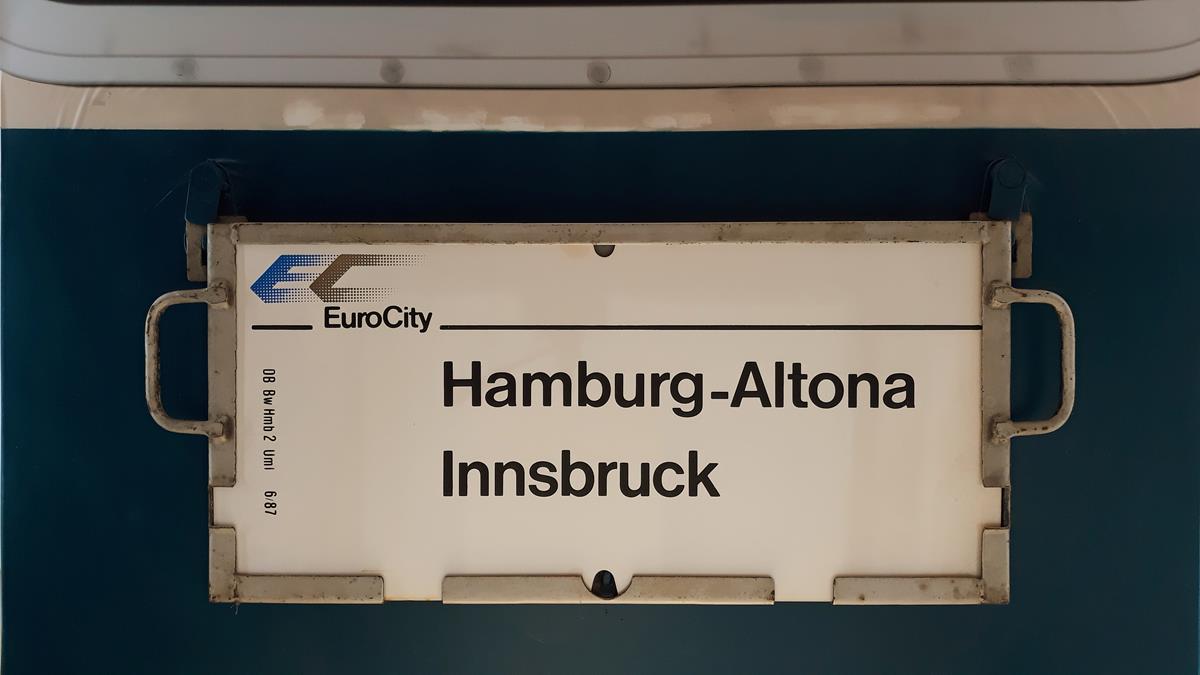 EC
EuroCity
Hamburg-Altona
Innsbruck
DB Bw Hmb 2 Uml 6/87